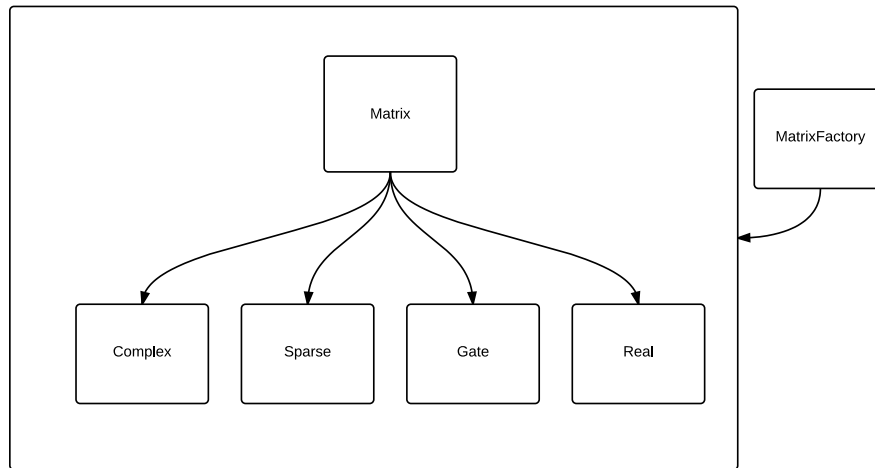 Matrix
MatrixFactory
Complex
Sparse
Gate
Real